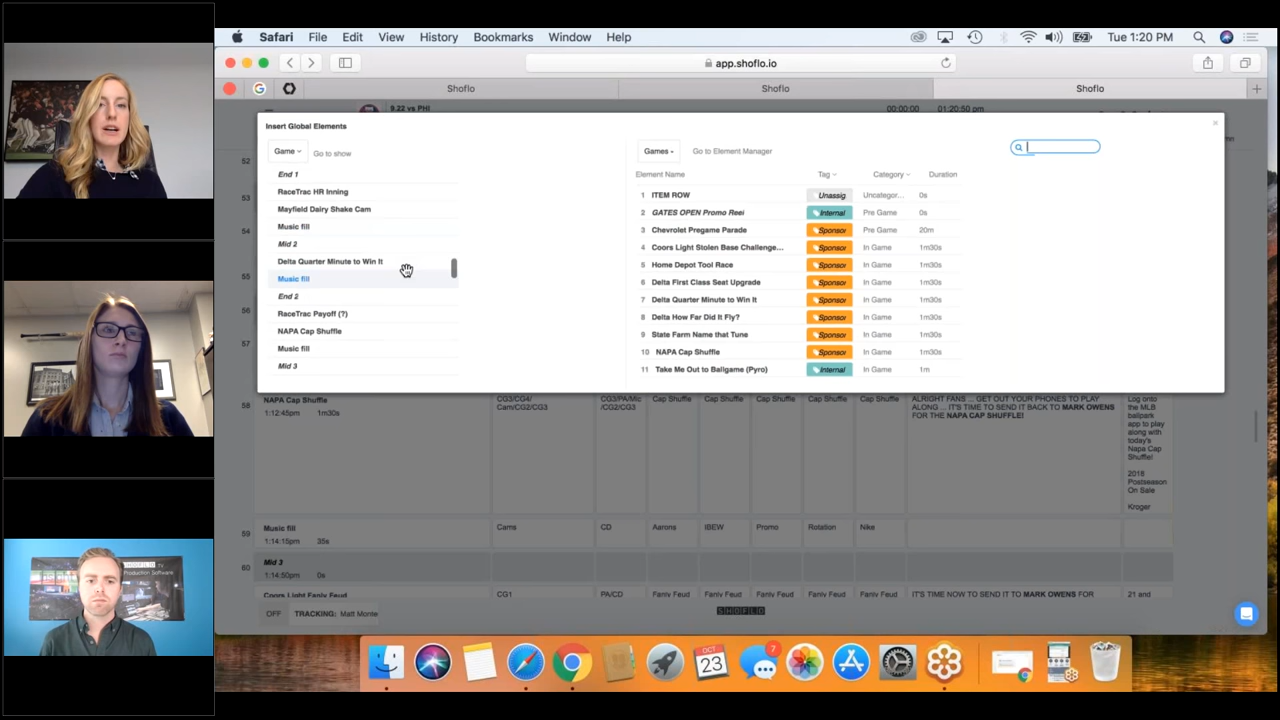 Safari File Edit View History Bookmarks Window Help
Tue 1:20 PM
app.shoflo.io
Shoflo
Shoflo
Shoflo
9.22 vs PHI
00:00:00
01:20:50 pm
Insert Global Elements
Game
Go to show
End 1
RaceTrac HR Inning
Mayfield Dairy Shake Cam
Music fill
Mid 2
Delta Quarter Minute to Win It
Music fill
End 2
RaceTrac Payoff (?)
NAPA Cap Shuffle
Music fill
Mid 3
Games
Go to Element Manager
Element Name Tag Category Duration
1 ITEM ROW Unassig Uncategor... 0s
2 GATES OPEN Promo Reel Internal Pre Game 0s
3 Chevrolet Pregame Parade Sponsor Pre Game 20m
4 Coors Light Stolen Base Challenge... Sponsor In Game 1m30s
5 Home Depot Tool Race Sponsor In Game 1m30s
6 Delta First Class Seat Upgrade Sponsor In Game 1m30s
7 Delta Quarter Minute to Win It Sponsor In Game 1m30s
8 Delta How Far Did It Fly? Sponsor In Game 1m30s
9 State Farm Name that Tune Sponsor In Game 1m30s
10 NAPA Cap Shuffle Sponsor In Game 1m30s
11 Take Me Out to Ballgame (Pyro) Internal In Game 1m
52
53
54
55
56
57
58
NAPA Cap Shuffle
1:12:45pm 1m30s
CG3/CG4/
Cam/CG2/CG3
CG3/PA/Mic
/CG2/CG3
Cap Shuffle
Cap Shuffle
Cap Shuffle
Cap Shuffle
Cap Shuffle
ALRIGHT FANS ... GET OUT YOUR PHONES TO PLAY
ALONG ... IT'S TIME TO SEND IT BACK TO MARK OWENS
FOR THE NAPA CAP SHUFFLE!
Log onto
the MLB
ballpark
app to play
along with
today's
Napa Cap
Shuffle!
2018
Postseason
On Sale
Kroger
59
Music fill
1:14:15pm 35s
Cams CD Aarons IBEW Promo Rotation Nike
60
Mid 3
1:14:50pm 0s
Coors Light Fanly Feud CG1 PA/CD Fanly Feud Fanly Feud Fanly Feud Fanly Feud Fanly Feud IT'S TIME NOW TO SEND IT TO MARK OWENS FOR 21 and
OFF TRACKING: Matt Monte
SHOFLO
OCT
23
7
SHOFLO.TV
Production Software